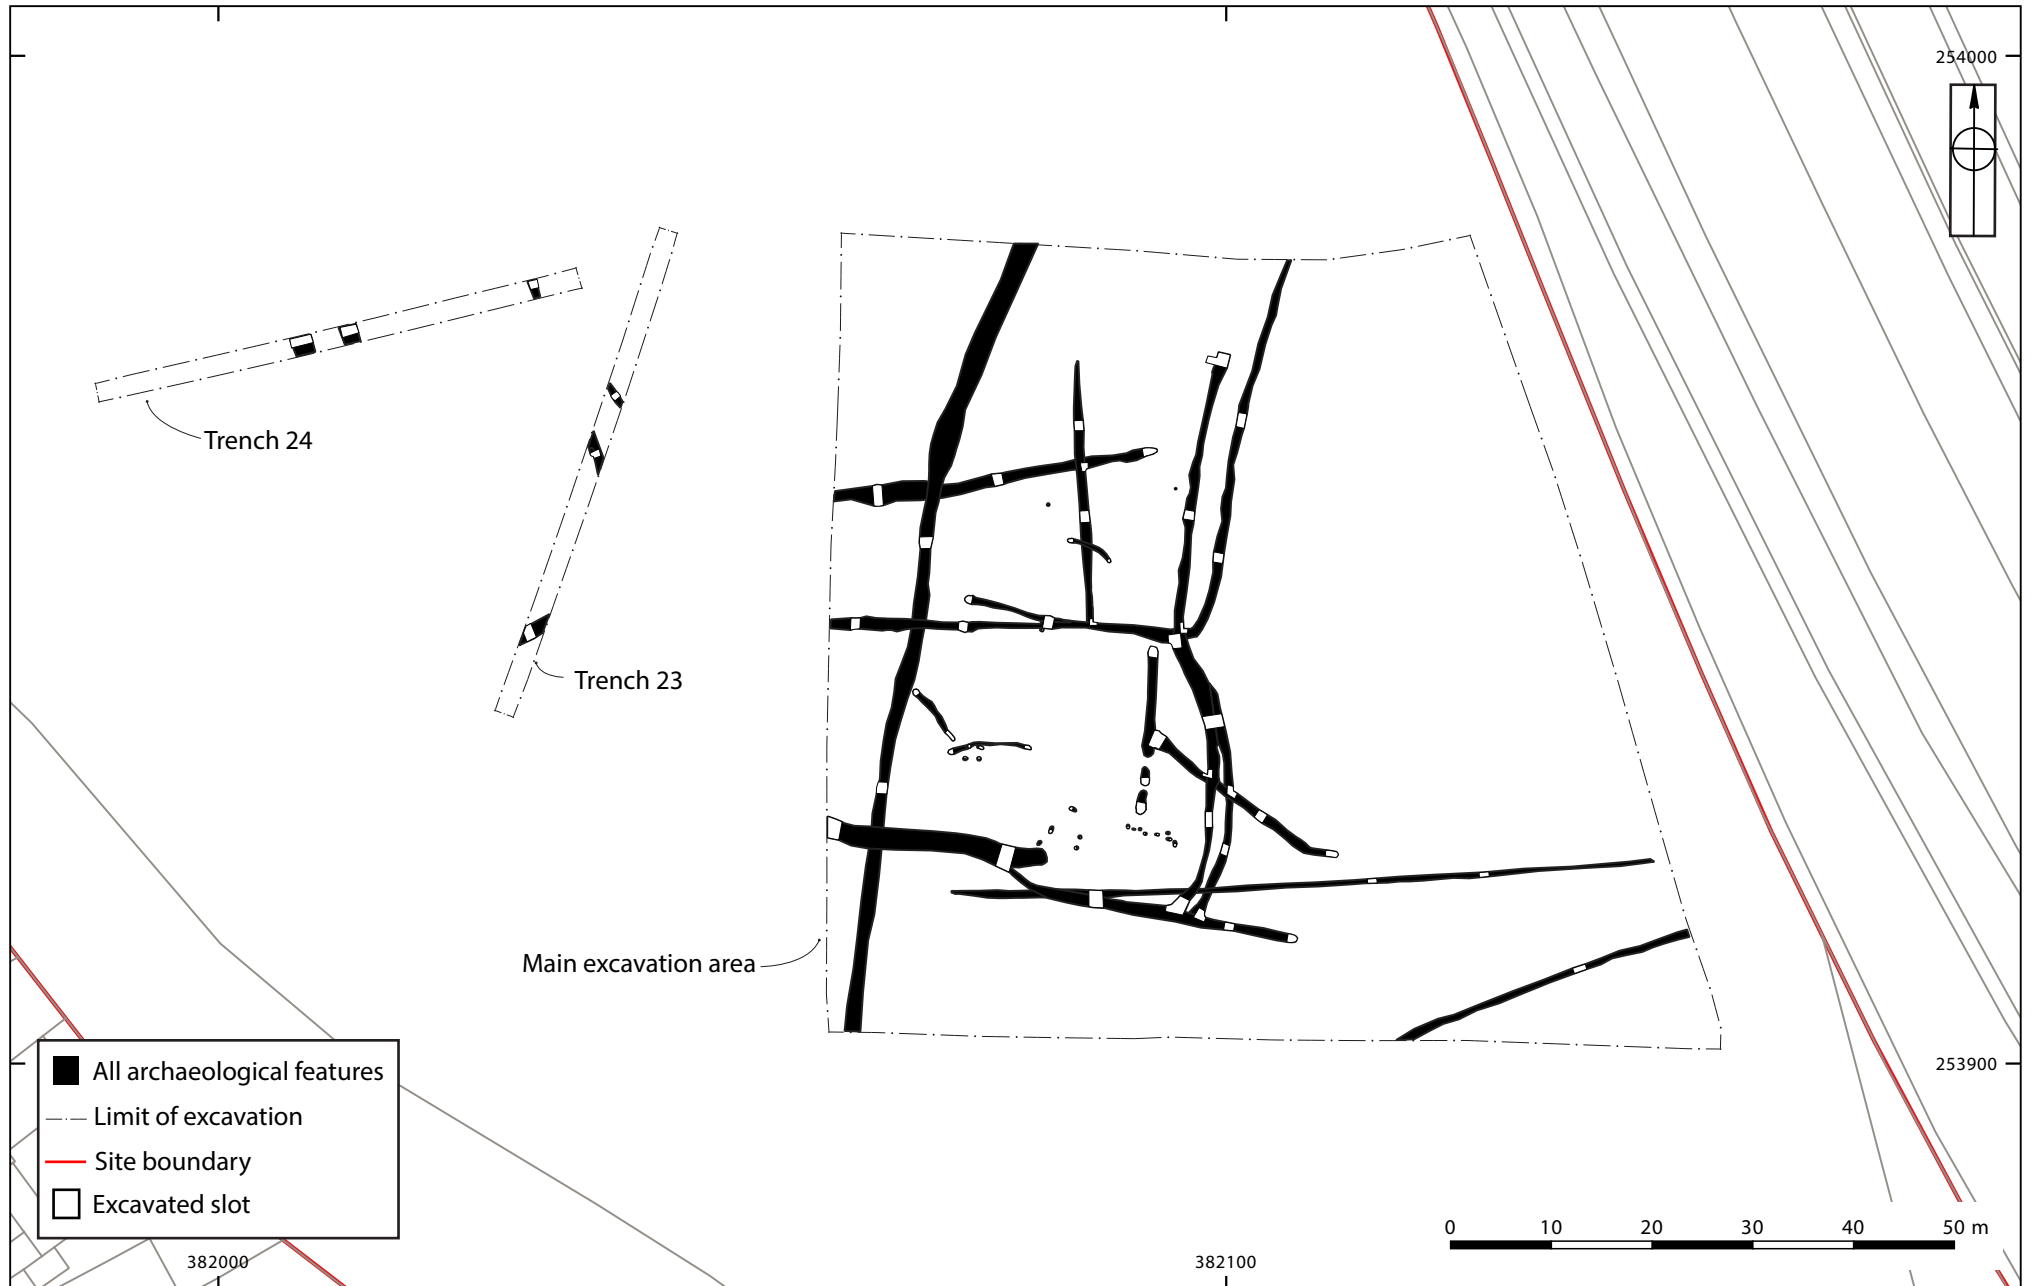 254000
Trench 24
Trench 23
Main excavation area
253900
All archaeological features
Limit of excavation
Site boundary
Excavated slot
0 10 20 30 40 50 m
382000
382100